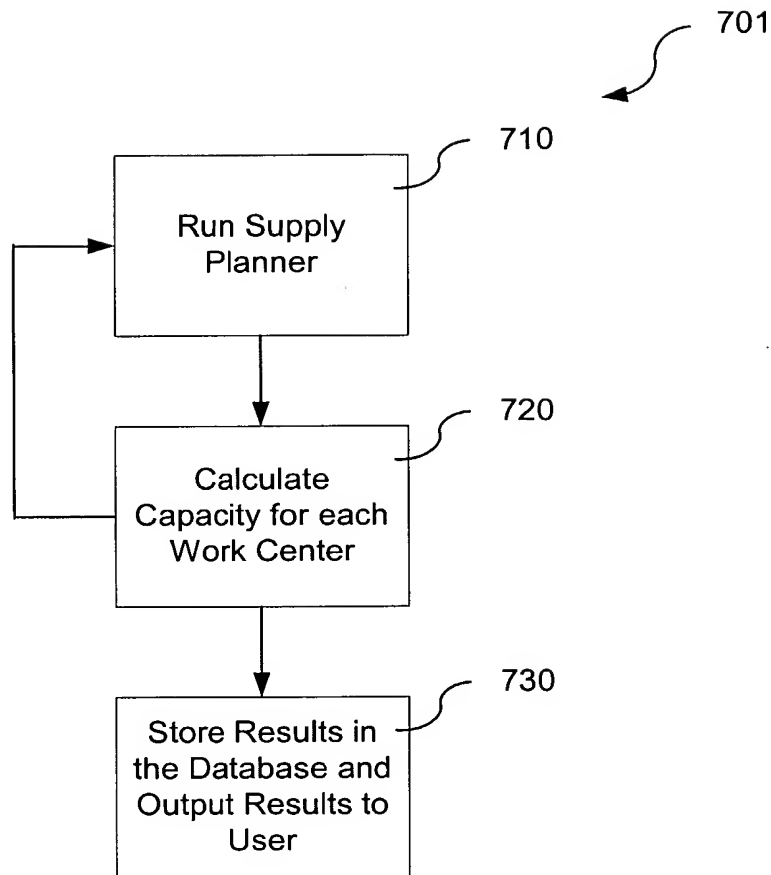 701
710
Run Supply
Planner
720
Calculate
Capacity for each
Work Center
730
Store Results in
the Database and
Output Results to
User